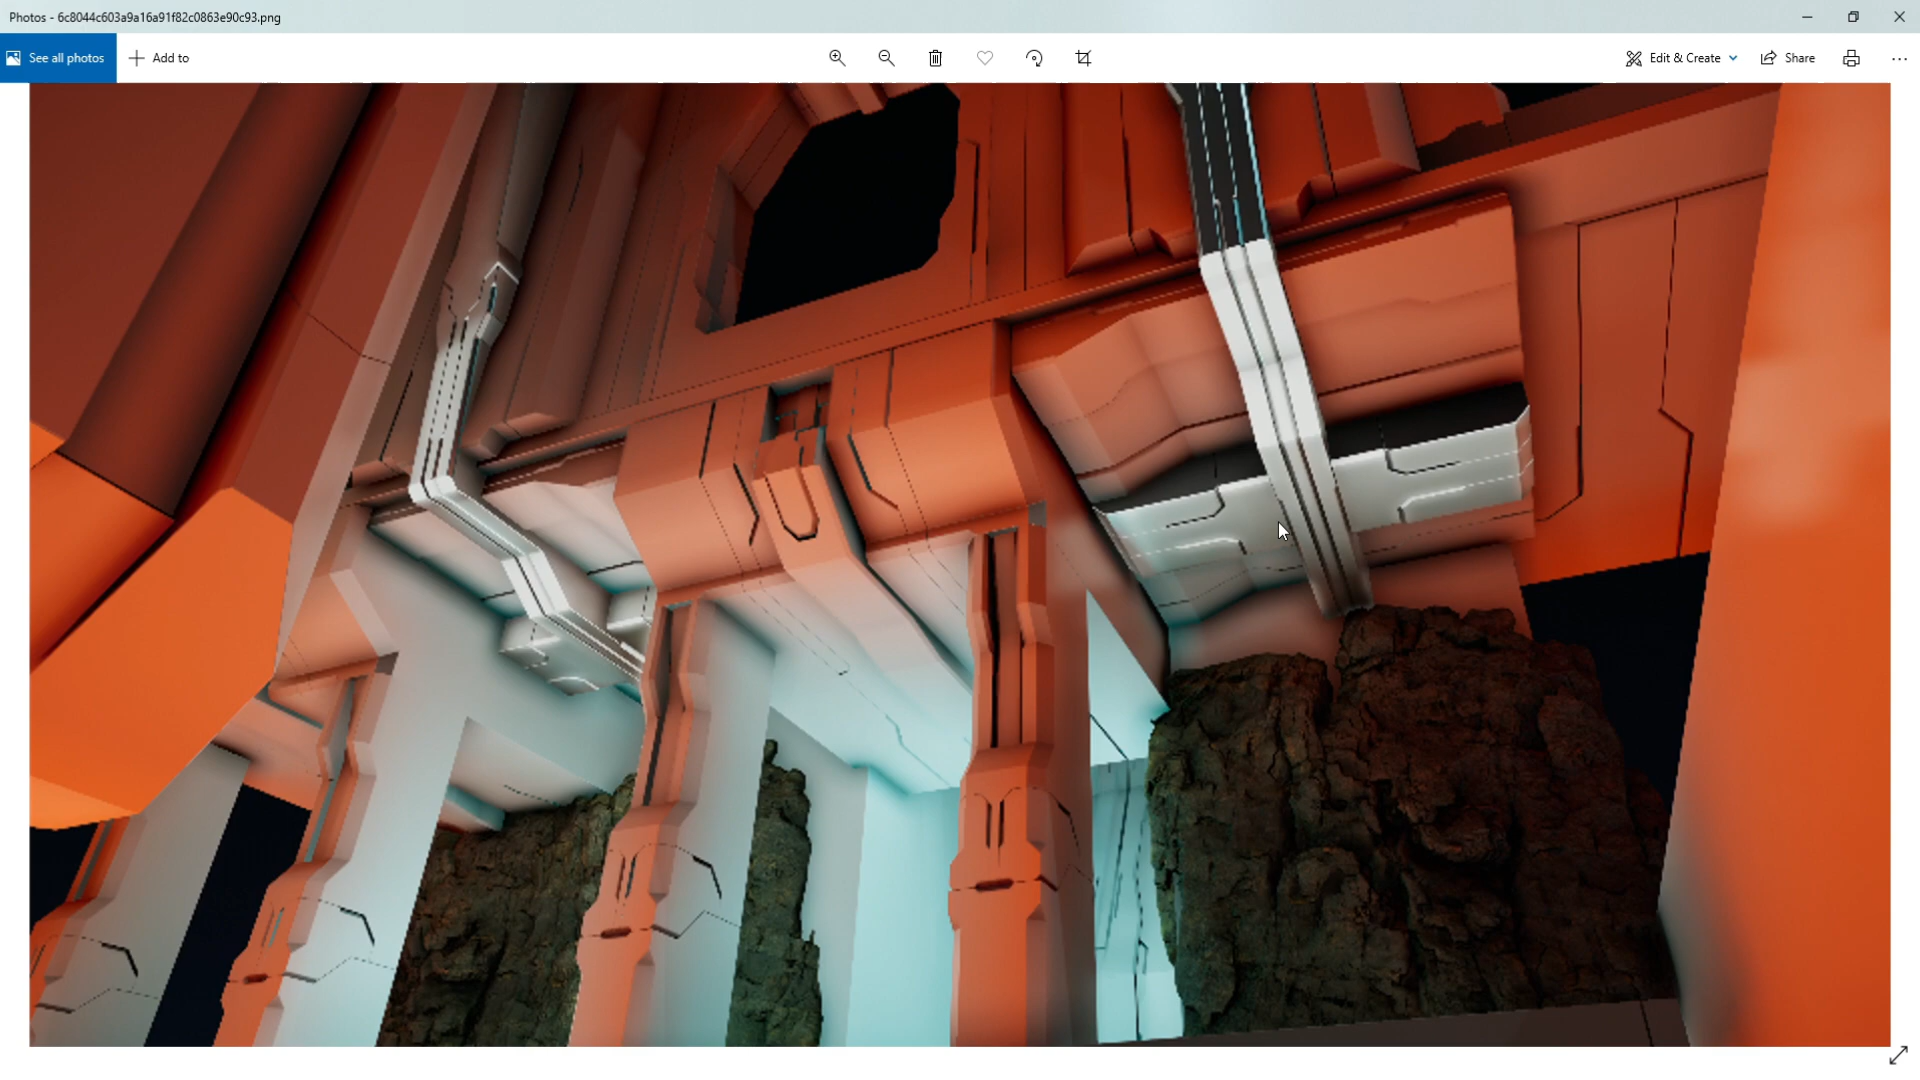 Photos - 6c8044c603a9a16a91f82c0863e90c93.png
See all photos
Add to
Edit & Create
Share